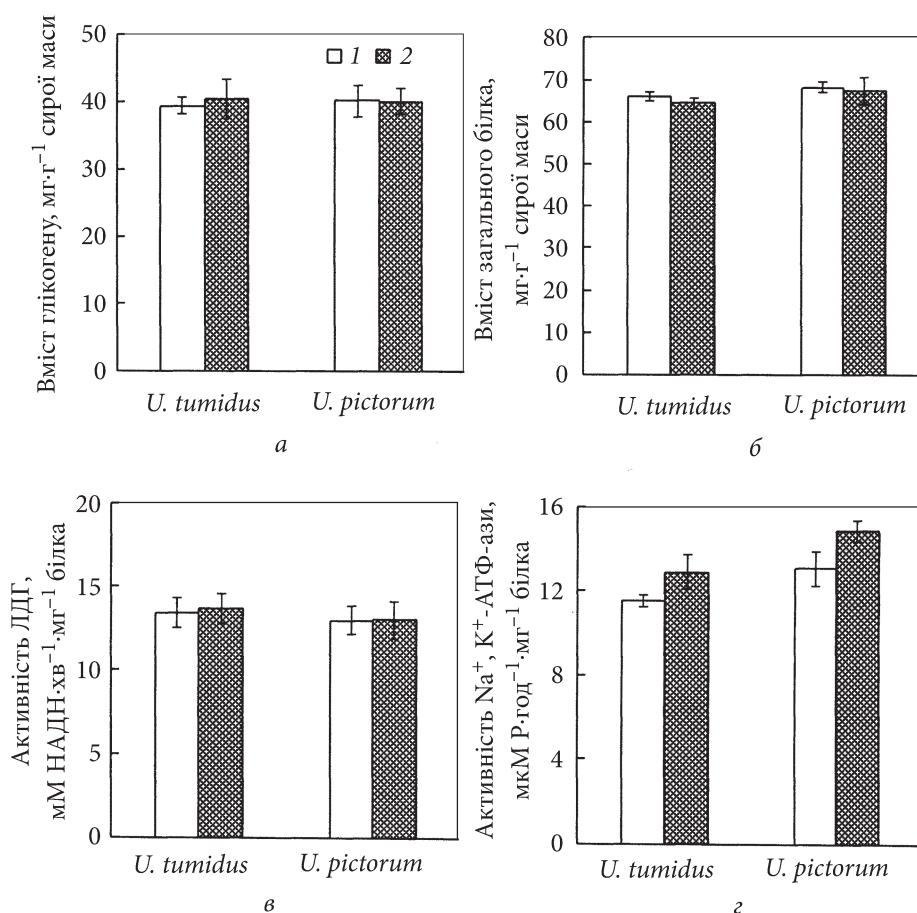 Вміст глікогену, мг·г⁻¹ сирої маси
50
40
30
20
10
0
1 2
U. tumidus U. pictorum
а
Вміст загального білка,
мг·г⁻¹ сирої маси
80
70
60
50
40
30
20
10
0
U. tumidus U. pictorum
б
Активність ЛДГ,
мМ НАДН·хв⁻¹·мг⁻¹ білка
20
15
10
5
0
U. tumidus U. pictorum
в
Активність Na⁺, K⁺-АТФ-ази,
мкМ Р·год⁻¹·мг⁻¹ білка
16
12
8
4
0
U. tumidus U. pictorum
г